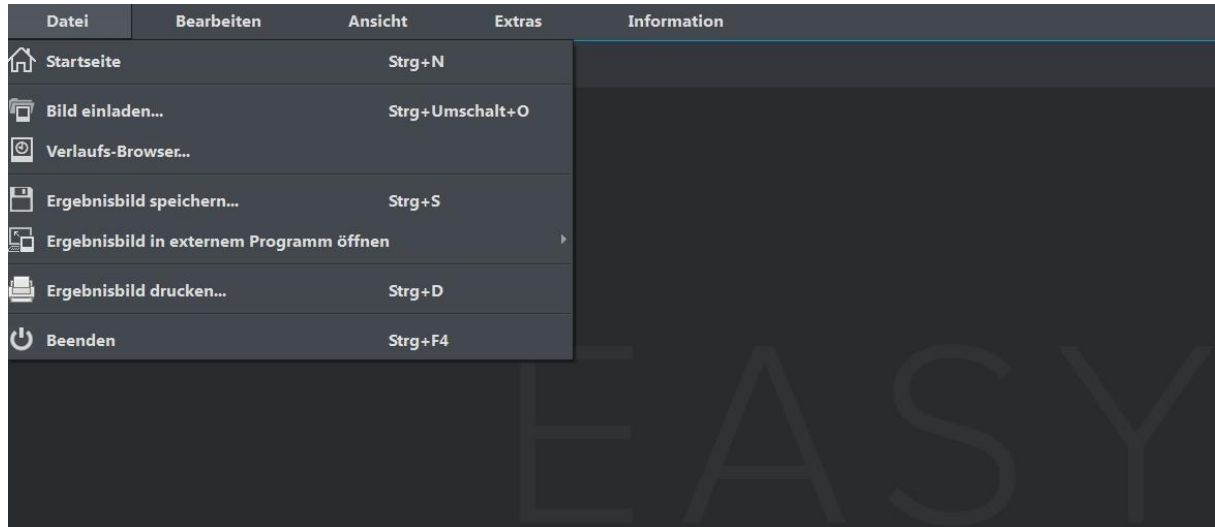 Datei Bearbeiten Ansicht Extras Information
Startseite Strg+N
Bild einladen... Strg+Umschalt+O
Verlaufs-Browser...
Ergebnisbild speichern... Strg+S
Ergebnisbild in externem Programm öffnen
Ergebnisbild drucken... Strg+D
Beenden Strg+F4
EASY